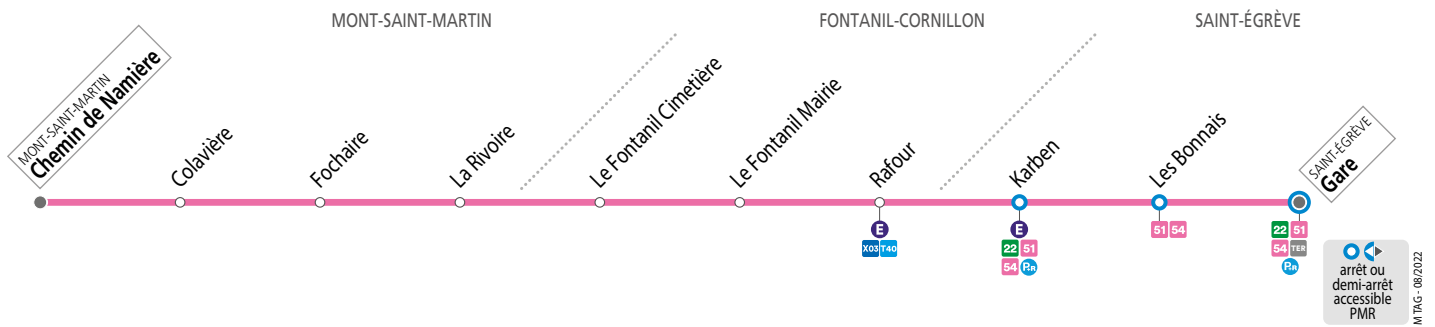 MONT-SAINT-MARTIN
FONTANIL-CORNILLON
SAINT-ÉGRÈVE
MONT-SAINT-MARTIN
Chemin de Namière
Colavière
Fochaire
La Rivoire
Le Fontanil Cimetière
Le Fontanil Mairie
Rafour
Karben
Les Bonnais
SAINT-ÉGRÈVE
Gare
E
X03 T40
E
22 51
54 P+R
51 54
22 51
54 TER
P+R
arrêt ou
demi-arrêt
accessible
PMR
M TAG - 08/2022